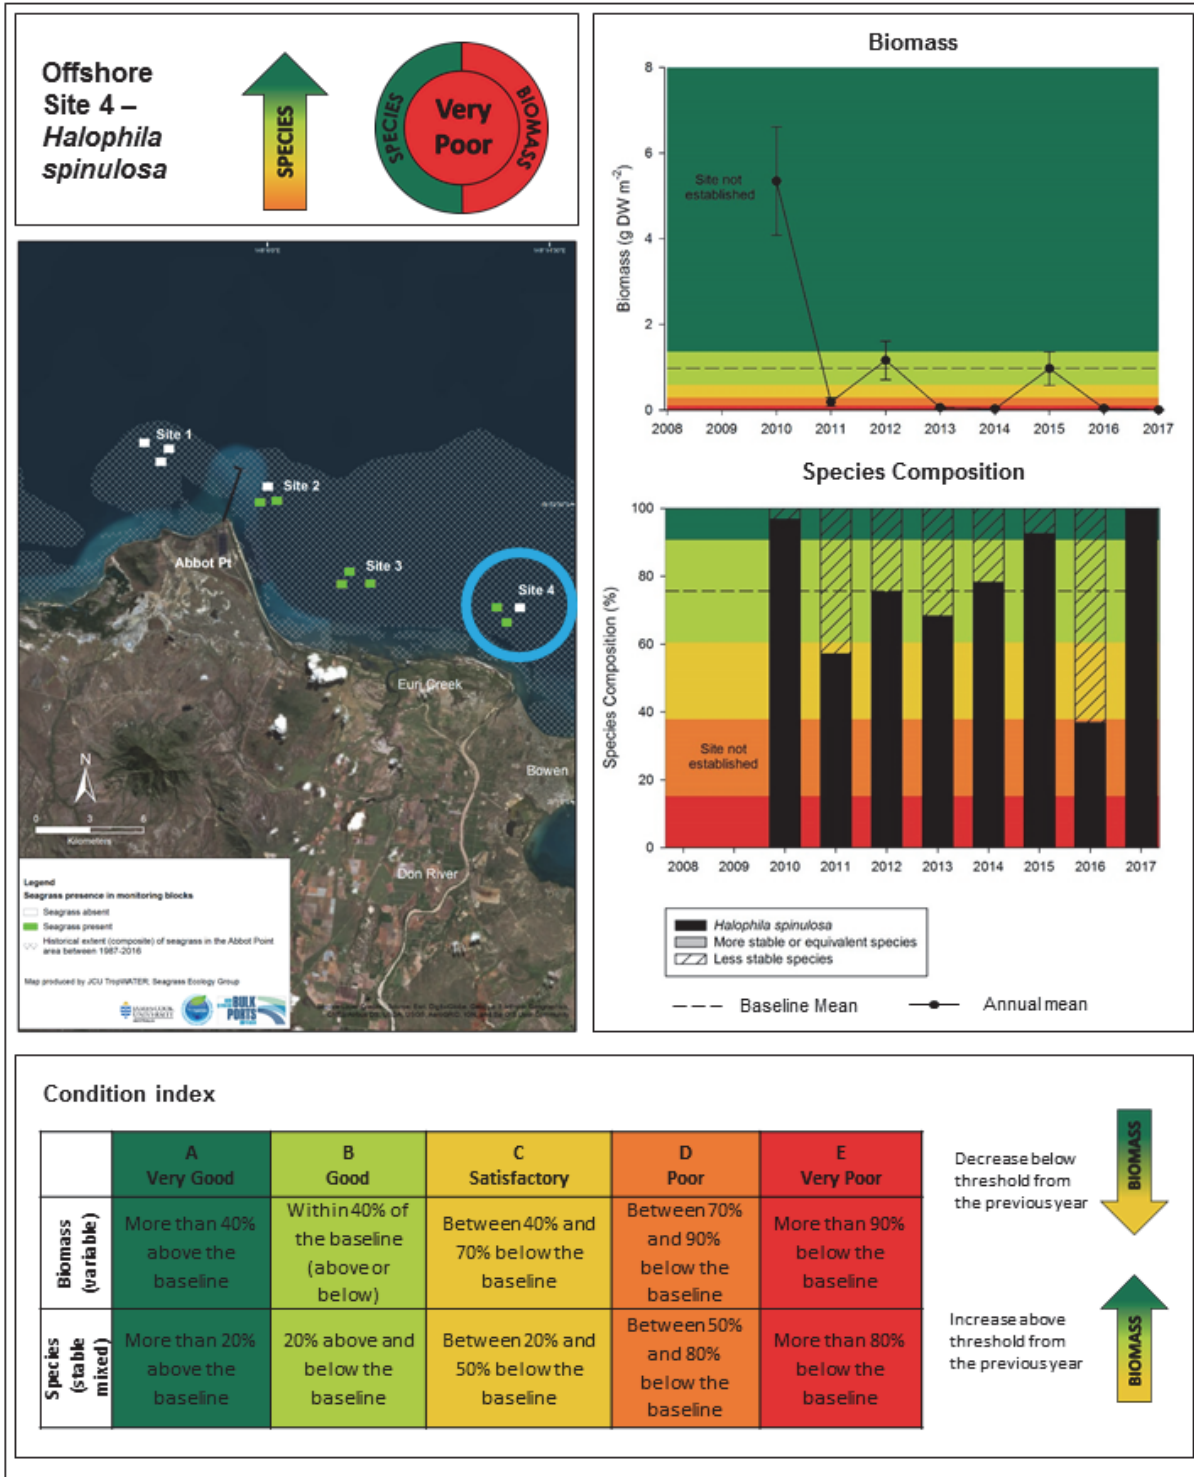 Offshore
Site 4 –
Halophila
spinulosa
SPECIES
SPECIES
BIOMASS
Very
Poor
Site 1
Site 2
Site 3
Site 4
Abbot Pt
Euri Creek
Bowen
Don River
N
0 3 6
Kilometers
Legend
Seagrass presence in monitoring blocks
Seagrass absent
Seagrass present
Historical extent (composite) of seagrass in the Abbot Point
area between 1987-2016
Map produced by JCU TropWATER, Seagrass Ecology Group
JAMES COOK
UNIVERSITY
BULK
PORTS
Biomass
Biomass (g DW m-2)
8
6
4
2
0
Site not
established
2008 2009 2010 2011 2012 2013 2014 2015 2016 2017
Species Composition
Species Composition (%)
100
80
60
40
20
0
Site not
established
2008 2009 2010 2011 2012 2013 2014 2015 2016 2017
Halophila spinulosa
More stable or equivalent species
Less stable species
Baseline Mean
Annual mean
Condition index
A
Very Good
B
Good
C
Satisfactory
D
Poor
E
Very Poor
Biomass
(variable)
More than 40%
above the
baseline
Within 40% of
the baseline
(above or
below)
Between 40% and
70% below the
baseline
Between 70%
and 90%
below the
baseline
More than 90%
below the
baseline
Species
(stable
mixed)
More than 20%
above the
baseline
20% above and
below the
baseline
Between 20% and
50% below the
baseline
Between 50%
and 80%
below the
baseline
More than 80%
below the
baseline
Decrease below
threshold from
the previous year
BIOMASS
Increase above
threshold from
the previous year
BIOMASS